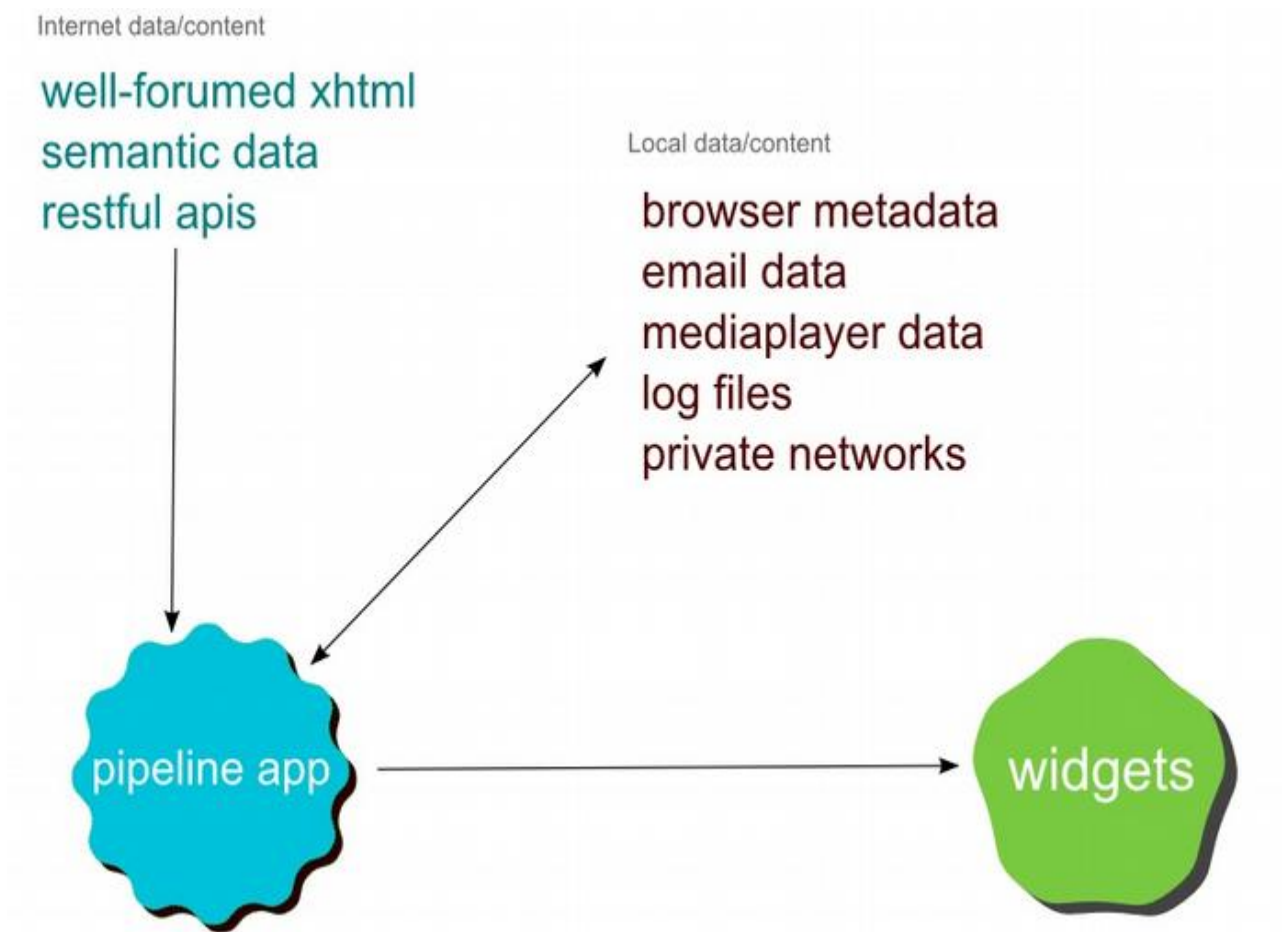 Internet data/content
well-forumed xhtml
semantic data
restful apis
Local data/content
browser metadata
email data
mediaplayer data
log files
private networks
pipeline app
widgets